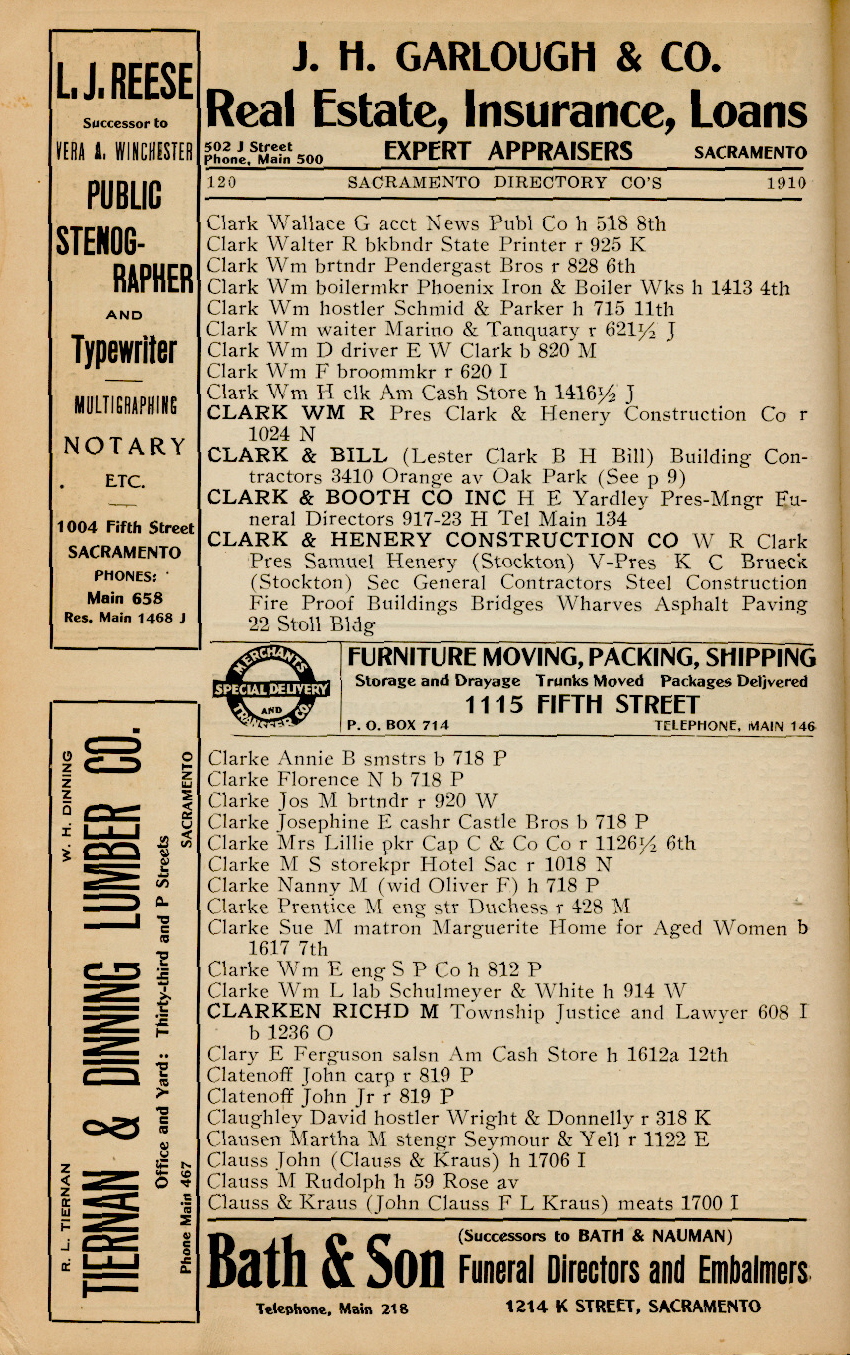 L. J. REESE
Successor to
VERA A. WINCHESTER
PUBLIC
STENOG-
RAPHER
AND
Typewriter
MULTIGRAPHING
NOTARY
ETC.
1004 Fifth Street
SACRAMENTO
PHONES:
Main 658
Res. Main 1468 J
J. H. GARLOUGH & CO.
Real Estate, Insurance, Loans
502 J Street
Phone, Main 500
EXPERT APPRAISERS SACRAMENTO
120 SACRAMENTO DIRECTORY CO'S 1910
Clark Wallace G acct News Publ Co h 518 8th
Clark Walter R bkbndr State Printer r 925 K
Clark Wm brtndr Pendergast Bros r 828 6th
Clark Wm boilermkr Phoenix Iron & Boiler Wks h 1413 4th
Clark Wm hostler Schmid & Parker h 715 11th
Clark Wm waiter Marino & Tanquary r 621½ J
Clark Wm D driver E W Clark b 820 M
Clark Wm F broommkr r 620 I
Clark Wm H clk Am Cash Store h 1416½ J
CLARK WM R Pres Clark & Henery Construction Co r
1024 N
CLARK & BILL (Lester Clark B H Bill) Building Con-
tractors 3410 Orange av Oak Park (See p 9)
CLARK & BOOTH CO INC H E Yardley Pres-Mngr Fu-
neral Directors 917-23 H Tel Main 134
CLARK & HENERY CONSTRUCTION CO W R Clark
Pres Samuel Henery (Stockton) V-Pres K C Brueck
(Stockton) Sec General Contractors Steel Construction
Fire Proof Buildings Bridges Wharves Asphalt Paving
22 Stoll Bldg
MERCHANTS
SPECIAL DELIVERY
AND
TRANSFER CO.
FURNITURE MOVING, PACKING, SHIPPING
Storage and Drayage Trunks Moved Packages Delivered
1115 FIFTH STREET
P. O. BOX 714 TELEPHONE, MAIN 146
Clarke Annie B smstrs b 718 P
Clarke Florence N b 718 P
Clarke Jos M brtndr r 920 W
Clarke Josephine E cashr Castle Bros b 718 P
Clarke Mrs Lillie pkr Cap C & Co Co r 1126½ 6th
Clarke M S storekpr Hotel Sac r 1018 N
Clarke Nanny M (wid Oliver F) h 718 P
Clarke Prentice M eng str Duchess r 428 M
Clarke Sue M matron Marguerite Home for Aged Women b
1617 7th
Clarke Wm E eng S P Co h 812 P
Clarke Wm L lab Schulmeyer & White h 914 W
CLARKEN RICHD M Township Justice and Lawyer 608 I
b 1236 O
Clary E Ferguson salsn Am Cash Store h 1612a 12th
Clatenoff John carp r 819 P
Clatenoff John Jr r 819 P
Claughley David hostler Wright & Donnelly r 318 K
Clausen Martha M stengr Seymour & Yell r 1122 E
Clauss John (Clauss & Kraus) h 1706 I
Clauss M Rudolph h 59 Rose av
Clauss & Kraus (John Clauss F L Kraus) meats 1700 I
R. L. TIERNAN W. H. DINNING
TIERNAN & DINNING LUMBER CO.
Office and Yard: Thirty-third and P Streets
Phone Main 467 SACRAMENTO
Bath & Son
Telephone, Main 218
(Successors to BATH & NAUMAN)
Funeral Directors and Embalmers
1214 K STREET, SACRAMENTO